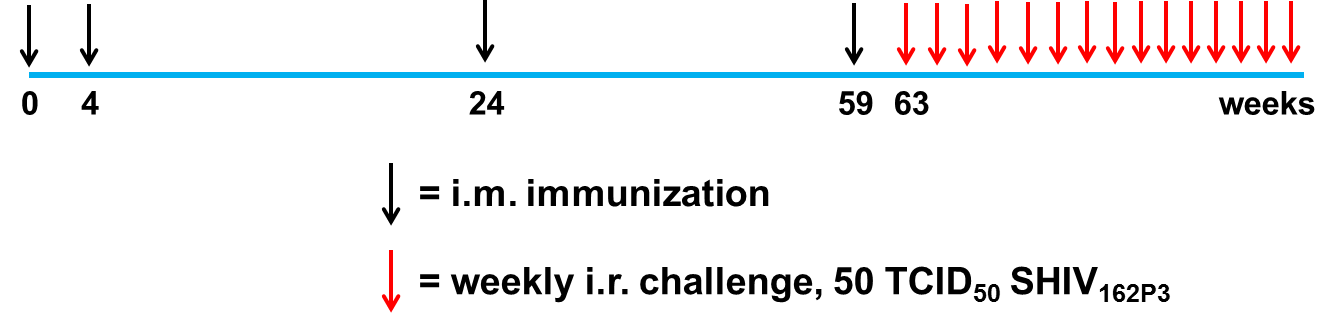 0 4 24 59 63 weeks
= i.m. immunization
= weekly i.r. challenge, 50 TCID50 SHIV162P3